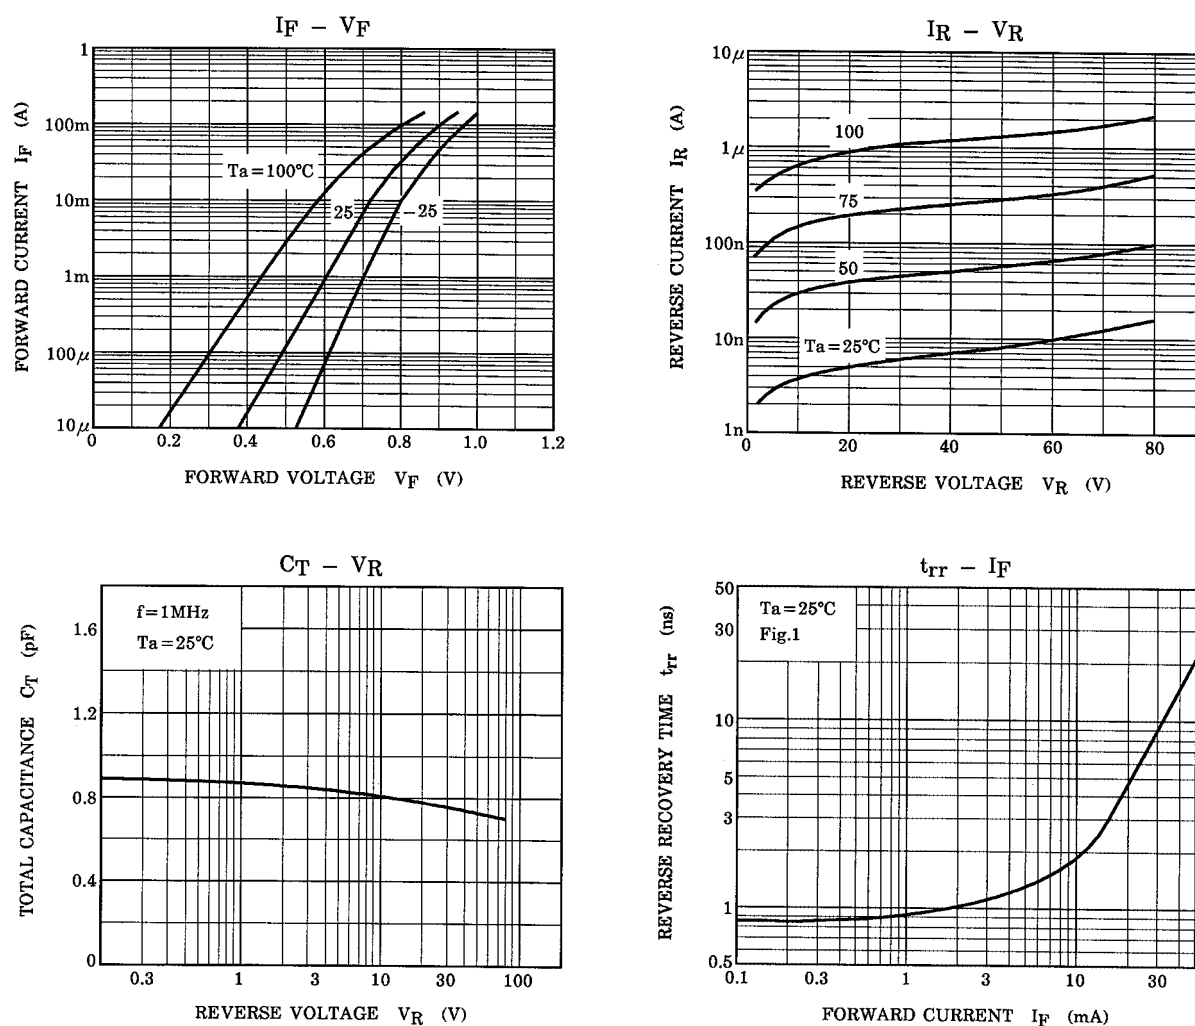 IF – VF
FORWARD CURRENT IF (A)
1
100m
10m
1m
100μ
10μ
Ta=100°C
25
−25
0 0.2 0.4 0.6 0.8 1.0 1.2
FORWARD VOLTAGE VF (V)
IR – VR
REVERSE CURRENT IR (A)
10μ
1μ
100n
10n
1n
100
75
50
Ta=25°C
0 20 40 60 80
REVERSE VOLTAGE VR (V)
CT – VR
TOTAL CAPACITANCE CT (pF)
f=1MHz
Ta=25°C
1.6
1.2
0.8
0.4
0
0.3 1 3 10 30 100
REVERSE VOLTAGE VR (V)
trr – IF
REVERSE RECOVERY TIME trr (ns)
Ta=25°C
Fig.1
50
30
10
5
3
1
0.5
0.1 0.3 1 3 10 30
FORWARD CURRENT IF (mA)